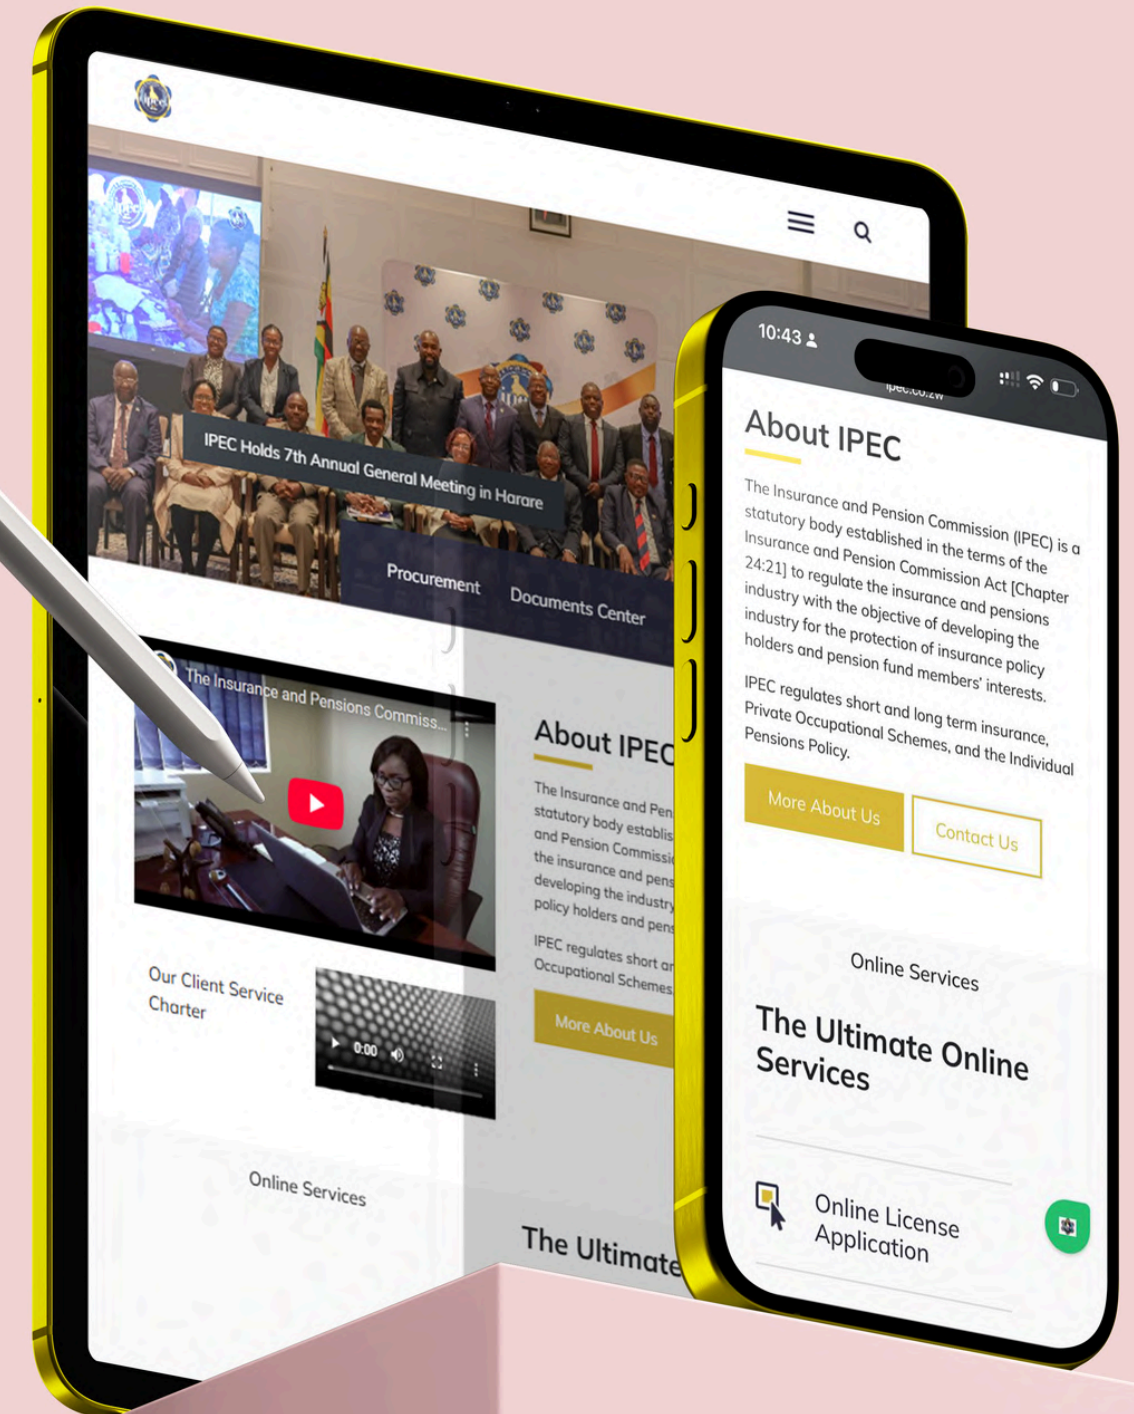 IPEC Holds 7th Annual General Meeting in Harare
Procurement
Documents Center
The Insurance and Pensions Commiss...
About IPEC
The Insurance and Pen
statutory body establis
and Pension Commissi
the insurance and pens
developing the industry
policy holders and pens
IPEC regulates short ar
Occupational Schemes
More About Us
Our Client Service
Charter
0:00
Online Services
The Ultimate
10:43
ipec.co.zw
About IPEC
The Insurance and Pension Commission (IPEC) is a
statutory body established in the terms of the
Insurance and Pension Commission Act [Chapter
24:21] to regulate the insurance and pensions
industry with the objective of developing the
industry for the protection of insurance policy
holders and pension fund members' interests.
IPEC regulates short and long term insurance,
Private Occupational Schemes, and the Individual
Pensions Policy.
More About Us
Contact Us
Online Services
The Ultimate Online
Services
Online License
Application